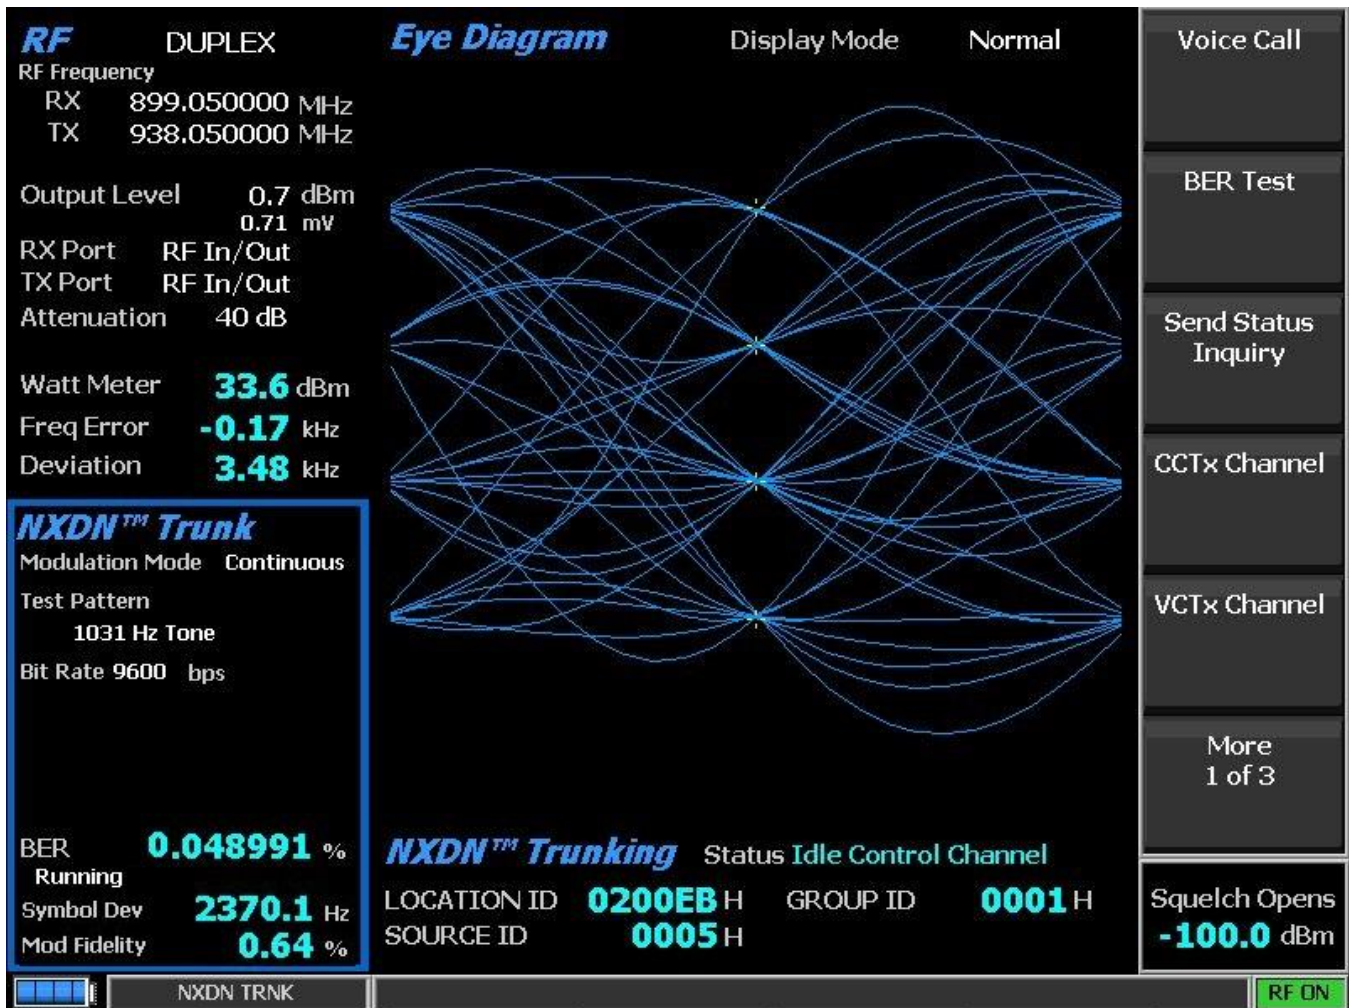 RF DUPLEX
RF Frequency
RX 899.050000 MHz
TX 938.050000 MHz
Output Level 0.7 dBm
0.71 mV
RX Port RF In/Out
TX Port RF In/Out
Attenuation 40 dB
Watt Meter 33.6 dBm
Freq Error -0.17 kHz
Deviation 3.48 kHz
NXDN™ Trunk
Modulation Mode Continuous
Test Pattern
1031 Hz Tone
Bit Rate 9600 bps
BER 0.048991 %
Running
Symbol Dev 2370.1 Hz
Mod Fidelity 0.64 %
Eye Diagram Display Mode Normal
NXDN™ Trunking Status Idle Control Channel
LOCATION ID 0200EB H GROUP ID 0001 H
SOURCE ID 0005 H
Voice Call
BER Test
Send Status
Inquiry
CCTx Channel
VCTx Channel
More
1 of 3
Squelch Opens
-100.0 dBm
NXDN TRNK
RF ON